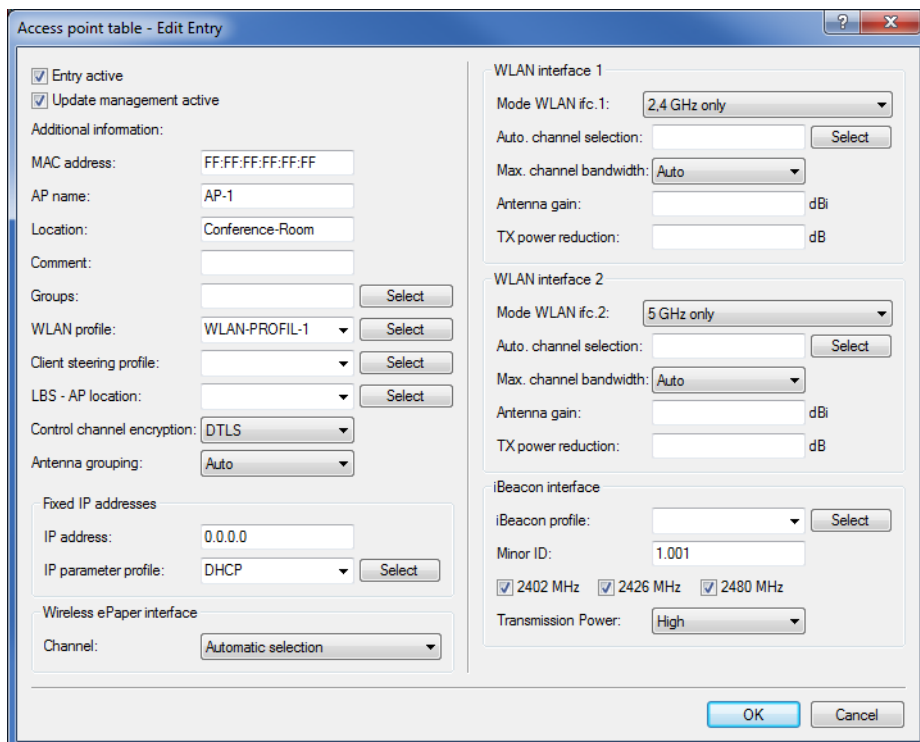 Access point table - Edit Entry
Entry active
Update management active
Additional information:
MAC address: FF:FF:FF:FF:FF:FF
AP name: AP-1
Location: Conference-Room
Comment:
Groups: Select
WLAN profile: WLAN-PROFIL-1 Select
Client steering profile: Select
LBS - AP location: Select
Control channel encryption: DTLS
Antenna grouping: Auto
Fixed IP addresses
IP address: 0.0.0.0
IP parameter profile: DHCP Select
Wireless ePaper interface
Channel: Automatic selection
WLAN interface 1
Mode WLAN ifc.1: 2,4 GHz only
Auto. channel selection: Select
Max. channel bandwidth: Auto
Antenna gain: dBi
TX power reduction: dB
WLAN interface 2
Mode WLAN ifc.2: 5 GHz only
Auto. channel selection: Select
Max. channel bandwidth: Auto
Antenna gain: dBi
TX power reduction: dB
iBeacon interface
iBeacon profile: Select
Minor ID: 1.001
2402 MHz 2426 MHz 2480 MHz
Transmission Power: High
OK Cancel